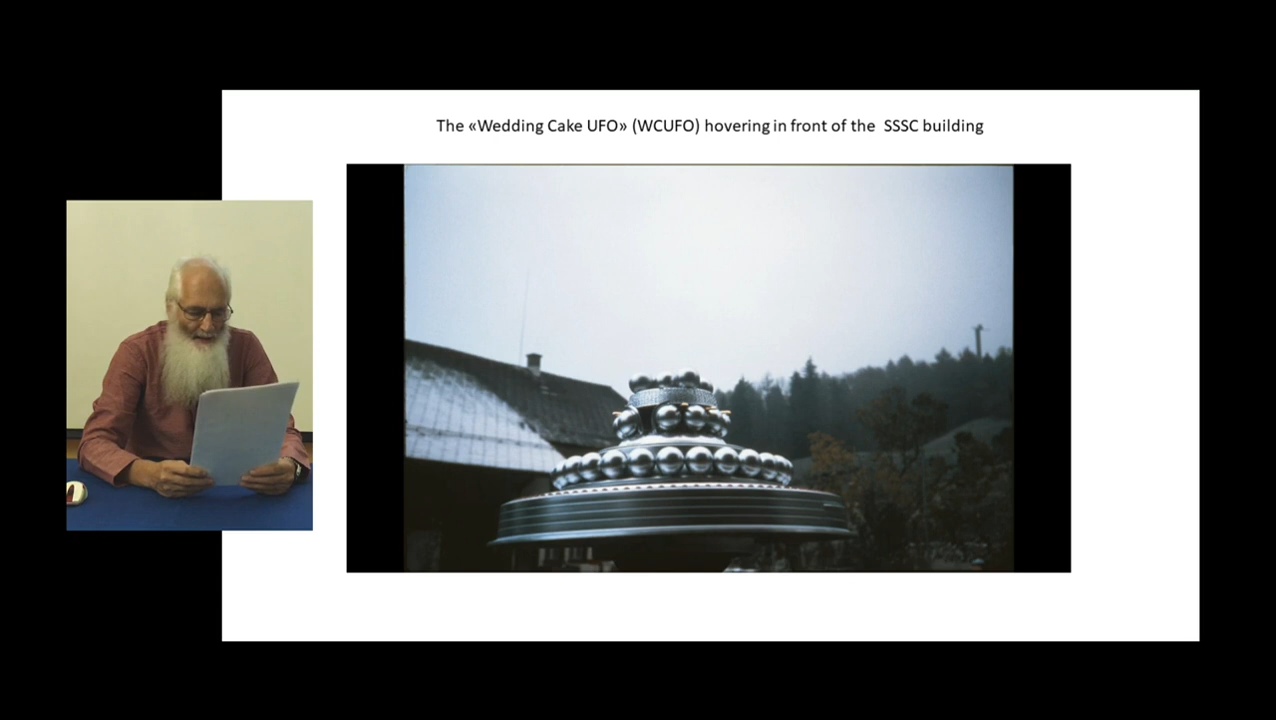 The «Wedding Cake UFO» (WCUFO) hovering in front of the  SSSC building